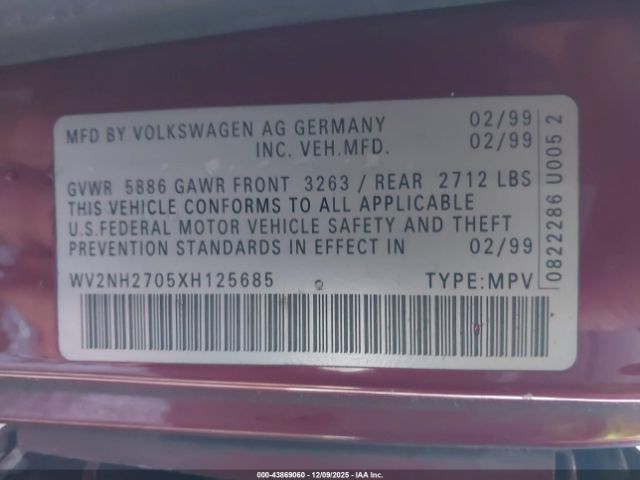 MFD BY VOLKSWAGEN AG GERMANY 02/99
INC. VEH.MFD. 02/99
GVWR 5886 GAWR FRONT 3263 / REAR 2712 LBS
THIS VEHICLE CONFORMS TO ALL APPLICABLE
U.S.FEDERAL MOTOR VEHICLE SAFETY AND THEFT
PREVENTION STANDARDS IN EFFECT IN 02/99
WV2NH2705XH125685 TYPE:MPV
0822286 U005 2
000-43869060 - 12/09/2025 - IAA Inc.